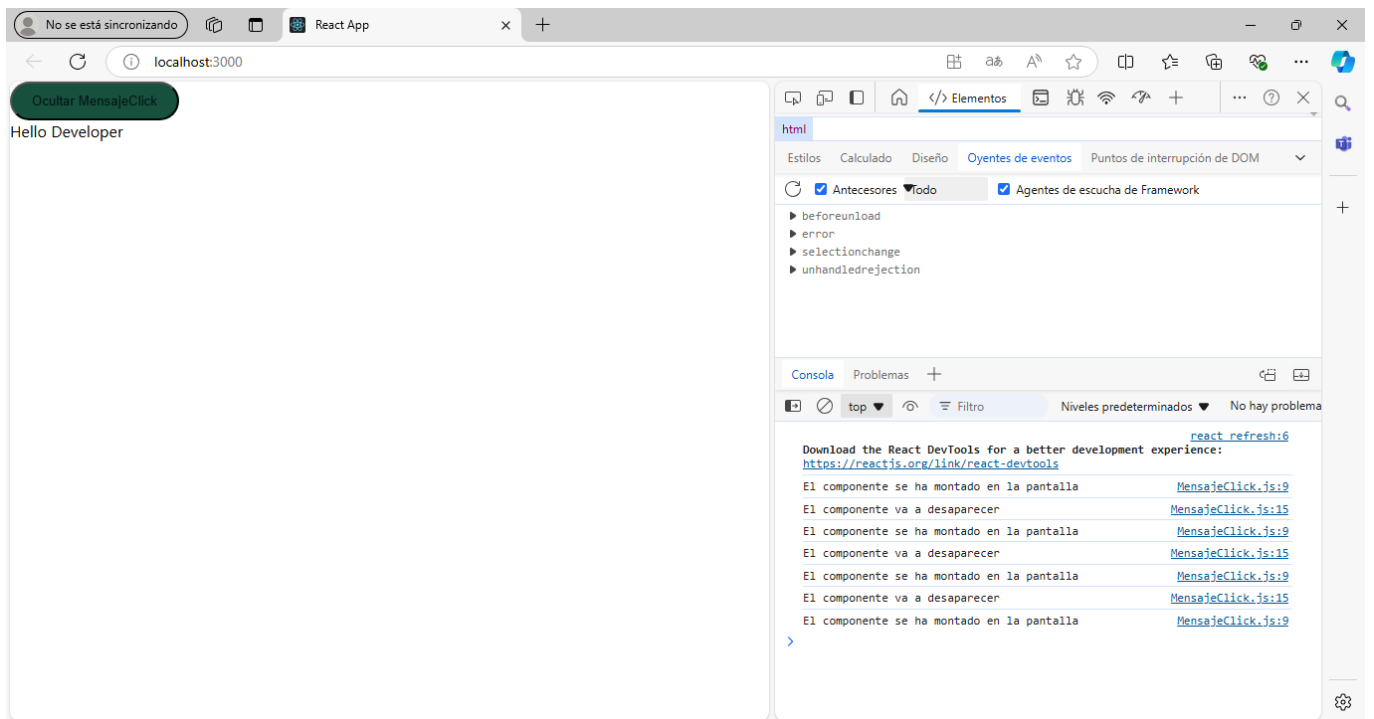 No se está sincronizando
React App
localhost:3000
Ocultar MensajeClick
Hello Developer
</> Elementos
html
Estilos Calculado Diseño Oyentes de eventos Puntos de interrupción de DOM
Antecesores Todo Agentes de escucha de Framework
beforeunload
error
selectionchange
unhandledrejection
Consola Problemas
top Filtro Niveles predeterminados No hay problema
react refresh:6
Download the React DevTools for a better development experience:
https://reactjs.org/link/react-devtools
El componente se ha montado en la pantalla MensajeClick.js:9
El componente va a desaparecer MensajeClick.js:15
El componente se ha montado en la pantalla MensajeClick.js:9
El componente va a desaparecer MensajeClick.js:15
El componente se ha montado en la pantalla MensajeClick.js:9
El componente va a desaparecer MensajeClick.js:15
El componente se ha montado en la pantalla MensajeClick.js:9